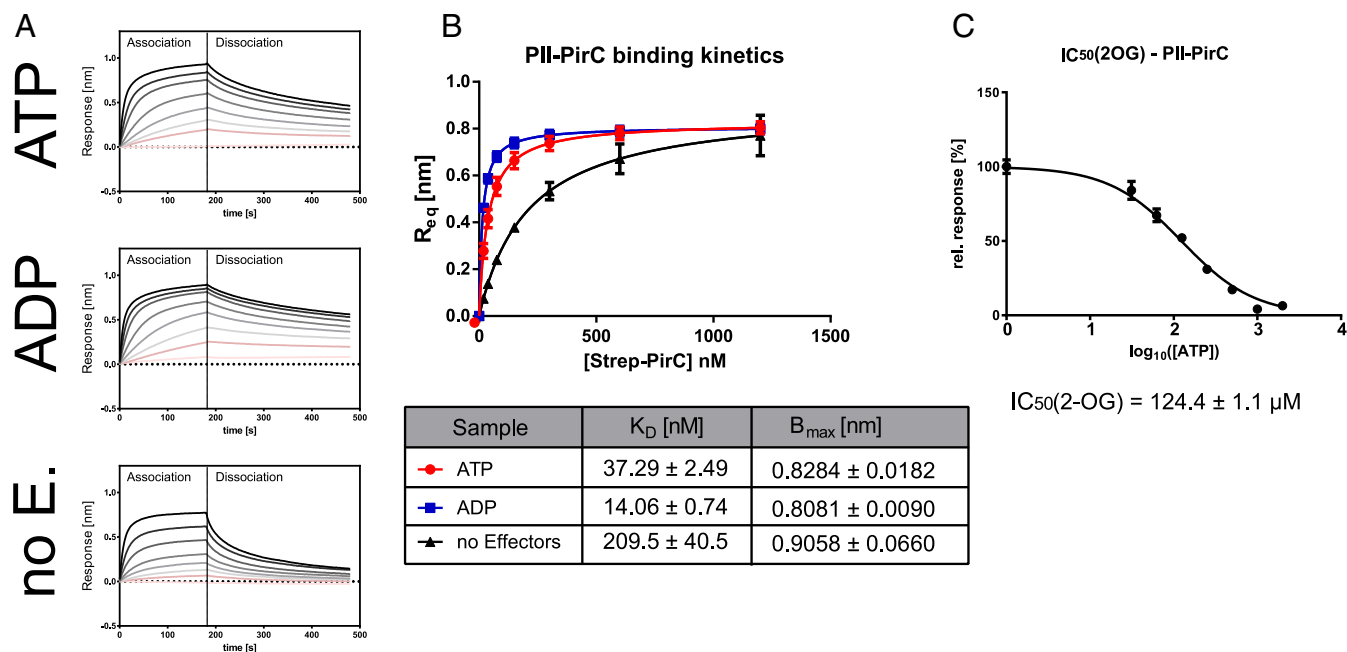 A
ATP
Association
Dissociation
Response [nm]
1.0
0.5
0.0
-0.5
0 100 200 300 400 500
time [s]
ADP
Association
Dissociation
Response [nm]
1.0
0.5
0.0
-0.5
0 100 200 300 400 500
time [s]
no E.
Association
Dissociation
Response [nm]
1.0
0.5
0.0
-0.5
0 100 200 300 400 500
time [s]
B
PII-PirC binding kinetics
Req [nm]
1.0
0.8
0.6
0.4
0.2
0.0
0 500 1000 1500
[Strep-PirC] nM
Sample KD [nM] Bmax [nm]
ATP 37.29 ± 2.49 0.8284 ± 0.0182
ADP 14.06 ± 0.74 0.8081 ± 0.0090
no Effectors 209.5 ± 40.5 0.9058 ± 0.0660
C
IC50(2OG) - PII-PirC
rel. response [%]
150
100
50
0
0 1 2 3 4
log10([ATP])
IC50(2-OG) = 124.4 ± 1.1 µM